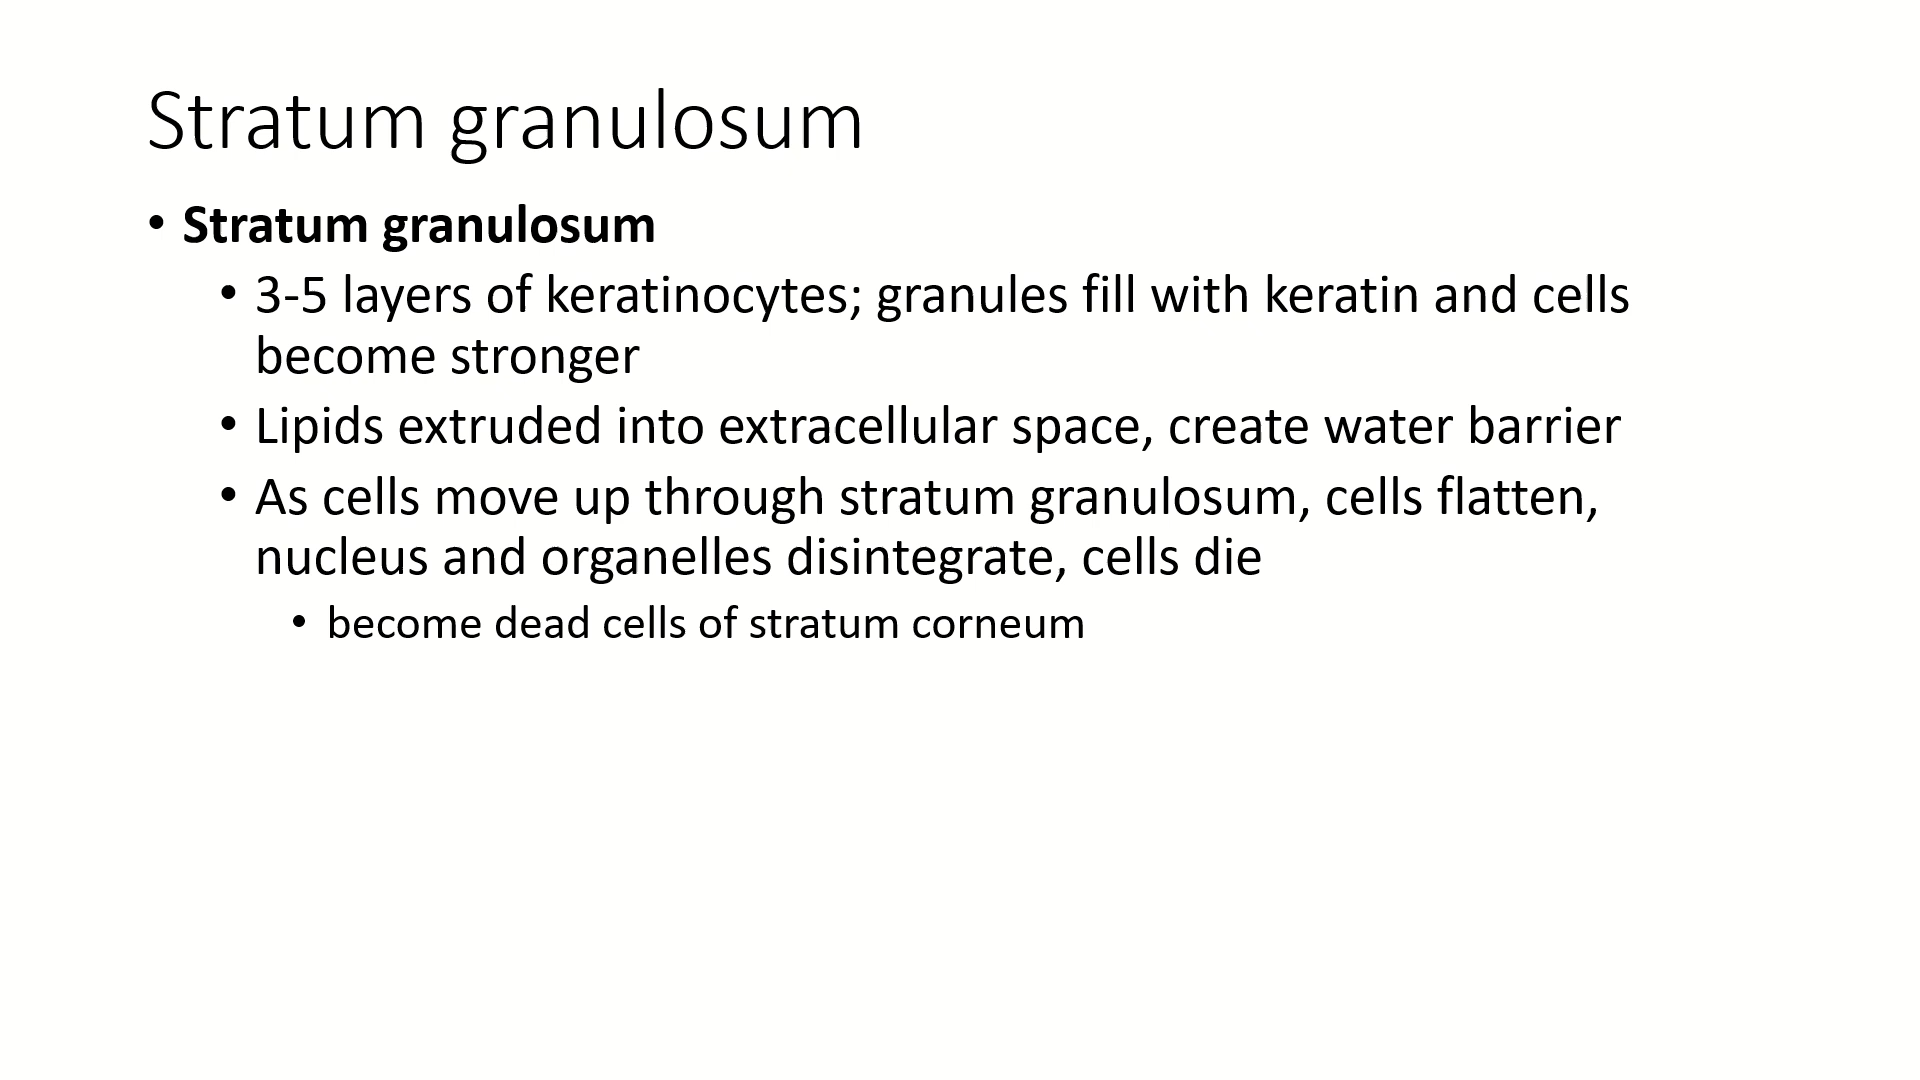 Stratum granulosum
• Stratum granulosum
• 3-5 layers of keratinocytes; granules fill with keratin and cells
become stronger
• Lipids extruded into extracellular space, create water barrier
• As cells move up through stratum granulosum, cells flatten,
nucleus and organelles disintegrate, cells die
• become dead cells of stratum corneum